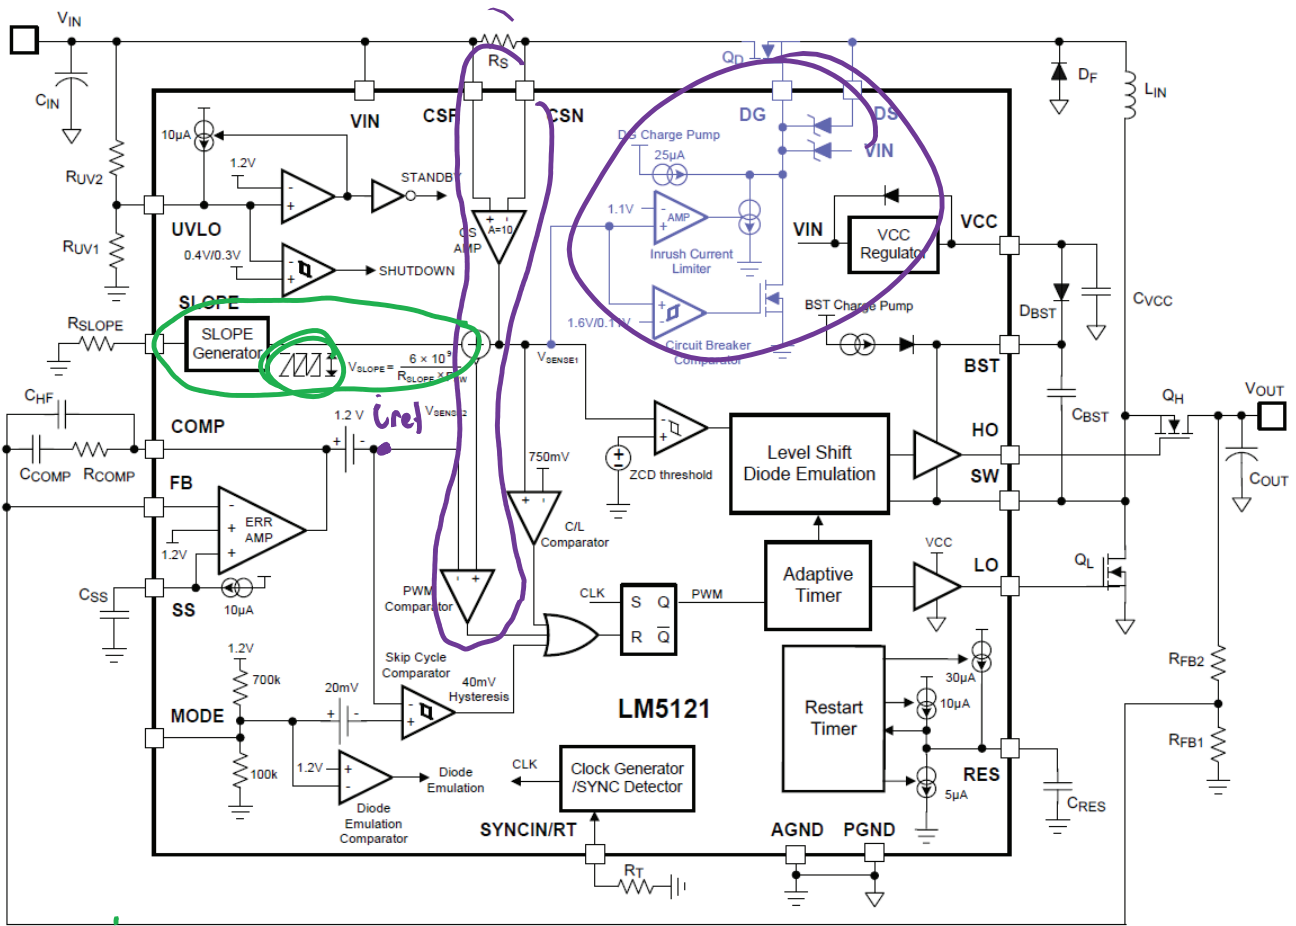 VIN
RS
QD
DF
LIN
CIN
VIN
CSP
CSN
DG
DS
10µA
DG Charge Pump
VIN
25µA
RUV2
1.2V
STANDBY
1.1V
AMP
A=10
CS AMP
UVLO
VIN
VCC Regulator
VCC
RUV1
0.4V/0.3V
SHUTDOWN
Inrush Current Limiter
SLOPE
BST Charge Pump
DBST
CVCC
RSLOPE
SLOPE Generator
1.6V/0.11V
Circuit Breaker Comparator
VSLOPE = 6 × 10⁹ / RSLOPE ×
VSENSE1
BST
CHF
VSENSE2
iref
1.2 V
QH
VOUT
CBST
COMP
HO
CCOMP
RCOMP
750mV
ZCD threshold
Level Shift Diode Emulation
SW
COUT
FB
ERR AMP
C/L Comparator
1.2V
VCC
LO
QL
CSS
SS
10µA
PWM Comparator
CLK
S Q
R Q̅
PWM
Adaptive Timer
1.2V
Skip Cycle Comparator
RFB2
700k
20mV
40mV Hysteresis
LM5121
30µA
10µA
Restart Timer
MODE
RFB1
100k
1.2V
Diode Emulation
CLK
Clock Generator /SYNC Detector
RES
5µA
CRES
Diode Emulation Comparator
SYNCIN/RT
AGND
PGND
RT